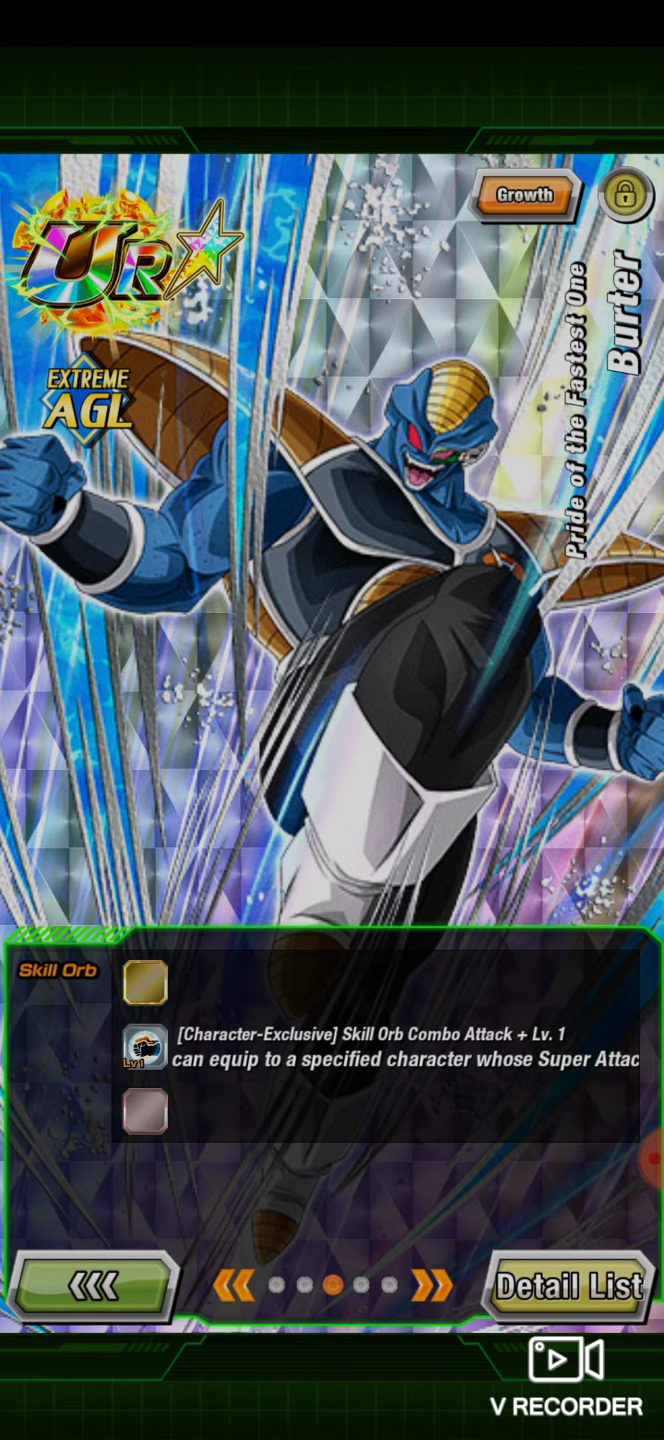 UR
Growth
EXTREME
AGL
Pride of the Fastest One
Burter
Skill Orb
[Character-Exclusive] Skill Orb Combo Attack + Lv. 1
Lv1
can equip to a specified character whose Super Attac
Detail List
V RECORDER